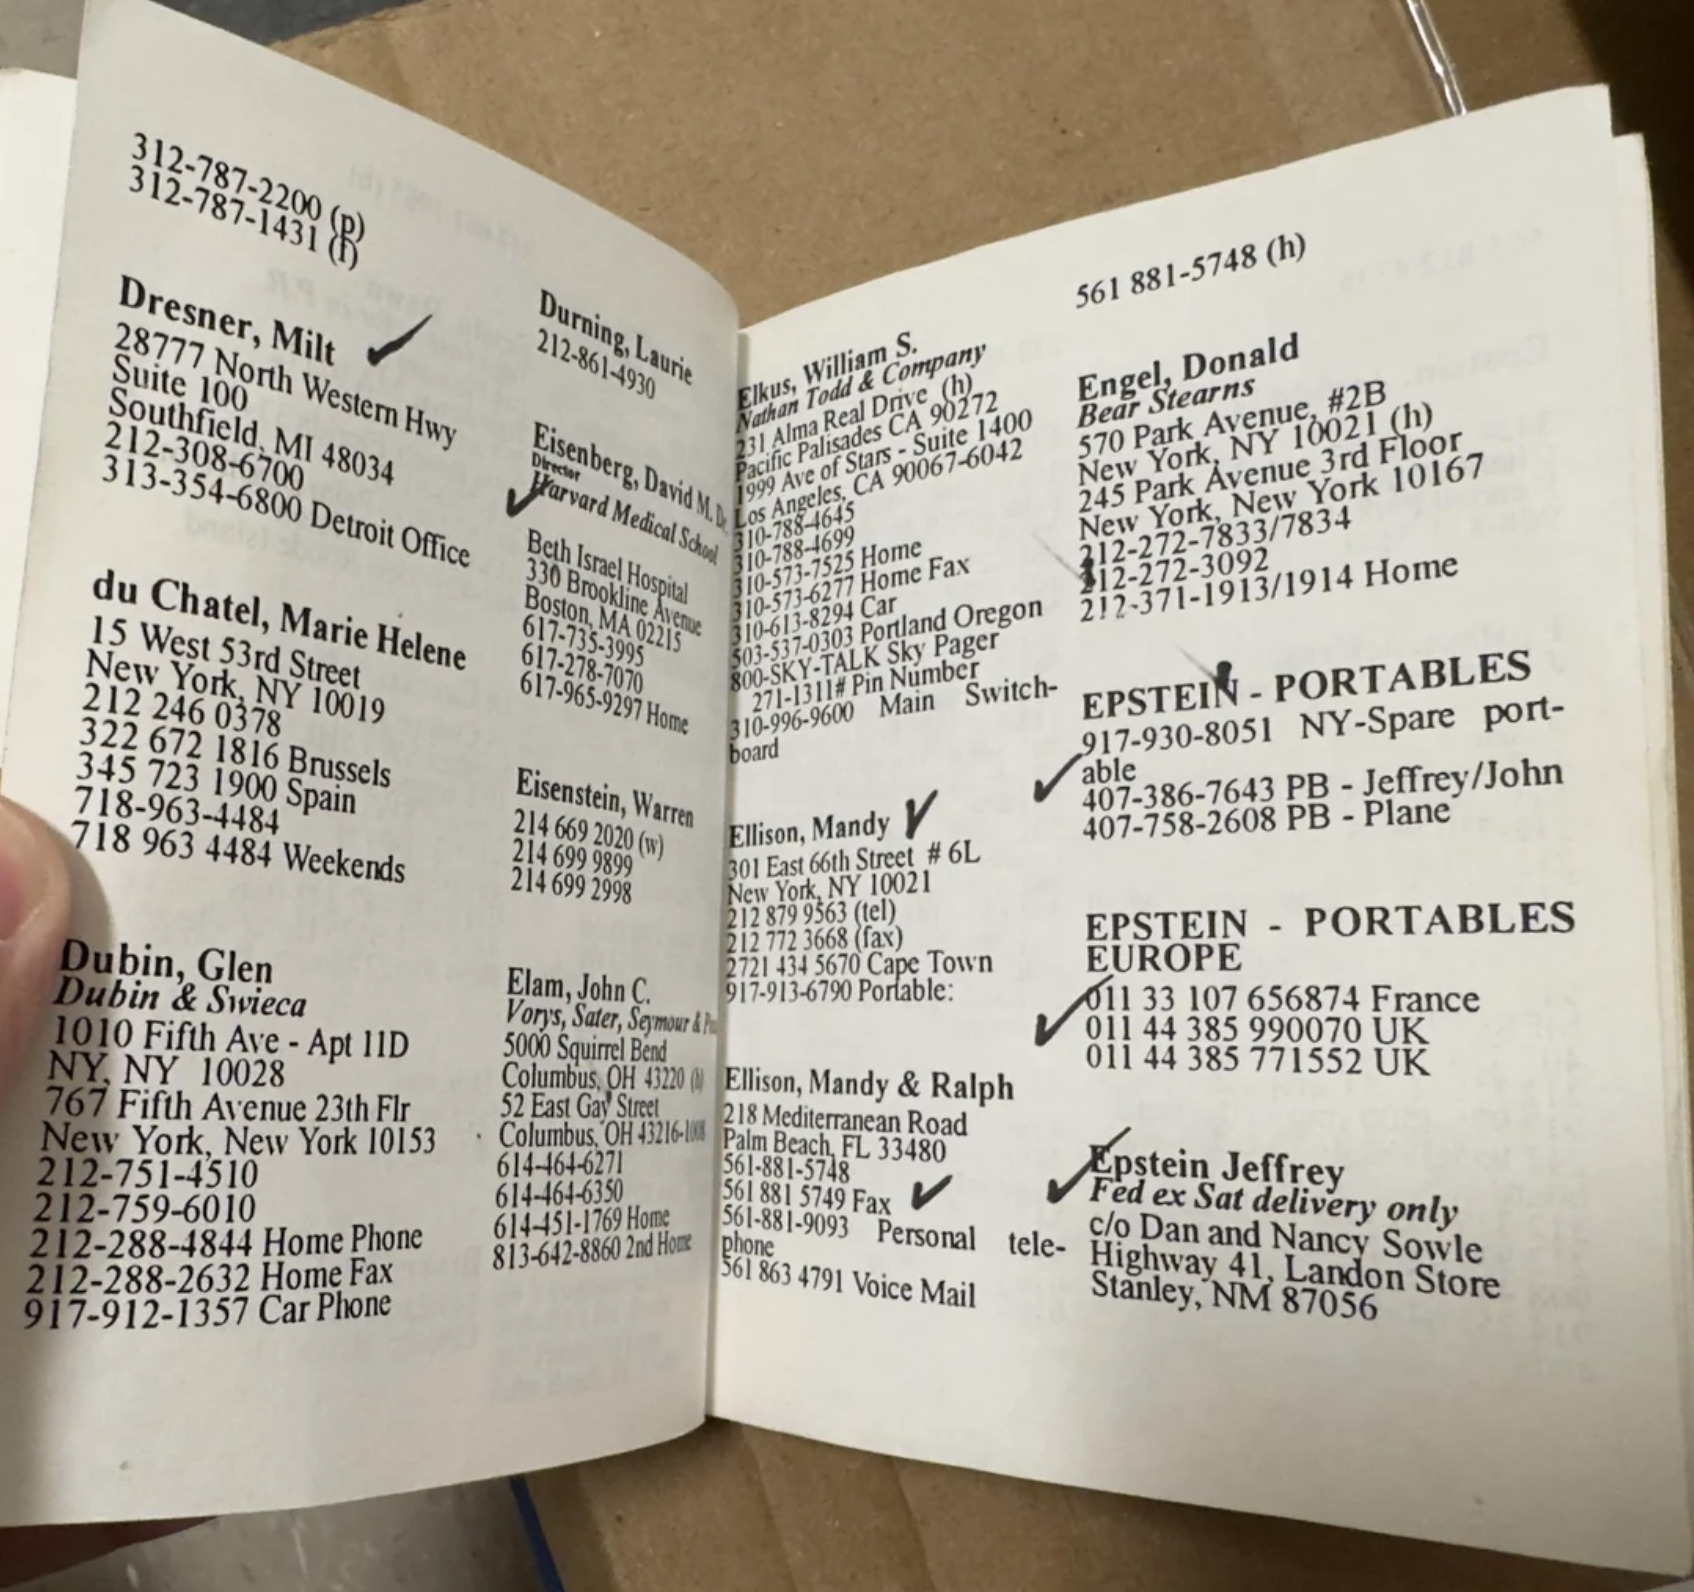 312-787-2200 (p)
312-787-1431 (f)
Dresner, Milt
28777 North Western Hwy
Suite 100
Southfield, MI 48034
212-308-6700
313-354-6800 Detroit Office
du Chatel, Marie Helene
15 West 53rd Street
New York, NY 10019
212 246 0378
322 672 1816 Brussels
345 723 1900 Spain
718-963-4484
718 963 4484 Weekends
Dubin, Glen
Dubin & Swieca
1010 Fifth Ave - Apt 11D
NY, NY 10028
767 Fifth Avenue 23th Flr
New York, New York 10153
212-751-4510
212-759-6010
212-288-4844 Home Phone
212-288-2632 Home Fax
917-912-1357 Car Phone
Durning, Laurie
212-861-4930
Eisenberg, David M. Dr.
Director
Harvard Medical School
Beth Israel Hospital
330 Brookline Avenue
Boston, MA 02215
617-735-3995
617-278-7070
617-965-9297 Home
Eisenstein, Warren
214 669 2020 (w)
214 699 9899
214 699 2998
Elam, John C.
Vorys, Sater, Seymour &
5000 Squirrel Bend
Columbus, OH 43220 (h)
52 East Gay Street
Columbus, OH
614-464-6271
614-464-6350
614-451-1769 Home
813-642-8860 2nd Home
Elkus, William S.
Nathan Todd & Company
231 Alma Real Drive (h)
Pacific Palisades CA 90272
1999 Ave of Stars - Suite 1400
Los Angeles, CA 90067-6042
310-788-4645
310-788-4699
310-573-7525 Home
310-573-6277 Home Fax
310-613-8294 Car
503-537-0303 Portland Oregon
800-SKY-TALK Sky Pager
271-1311# Pin Number
310-996-9600 Main Switch-
board
Ellison, Mandy
301 East 66th Street # 6L
New York, NY 10021
212 879 9563 (tel)
212 772 3668 (fax)
2721 434 5670 Cape Town
917-913-6790 Portable:
Ellison, Mandy & Ralph
218 Mediterranean Road
Palm Beach, FL 33480
561-881-5748
561 881 5749 Fax
561-881-9093 Personal tele-
phone
561 863 4791 Voice Mail
561 881-5748 (h)
Engel, Donald
Bear Stearns
570 Park Avenue, #2B
New York, NY 10021 (h)
245 Park Avenue 3rd Floor
New York, New York 10167
212-272-7833/7834
212-272-3092
212-371-1913/1914 Home
EPSTEIN - PORTABLES
917-930-8051 NY-Spare port-
able
407-386-7643 PB - Jeffrey/John
407-758-2608 PB - Plane
EPSTEIN - PORTABLES
EUROPE
011 33 107 656874 France
011 44 385 990070 UK
011 44 385 771552 UK
Epstein Jeffrey
Fed ex Sat delivery only
c/o Dan and Nancy Sowle
Highway 41, Landon Store
Stanley, NM 87056